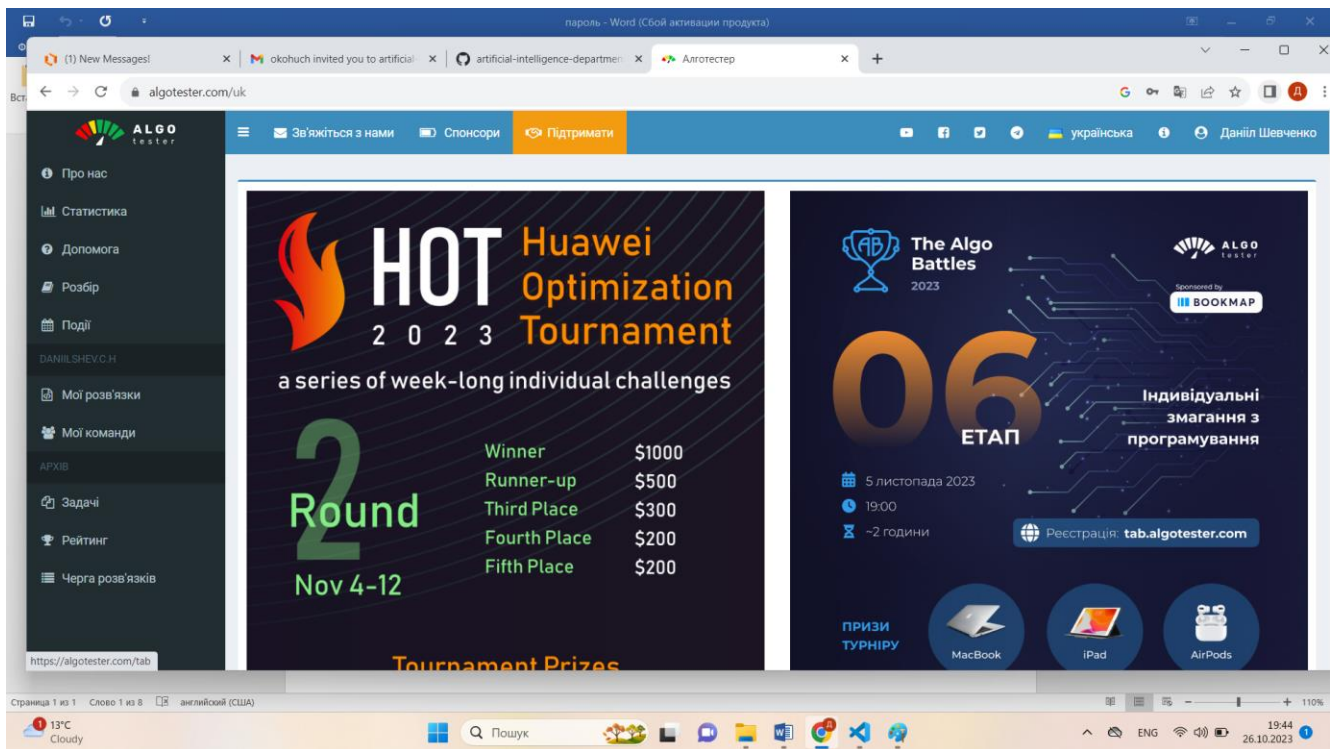 пароль - Word (Сбой активации продукта)
(1) New Messages!
okohuch invited you to artificial
artificial-intelligence-departmen
Алготестер
algotester.com/uk
Д
ALGO
tester
Зв'яжіться з нами
Спонсори
Підтримати
українська
Данііл Шевченко
Про нас
Статистика
Допомога
Розбір
Події
DANIILSHEV.C.H
Мої розв'язки
Мої команди
АРХІВ
Задачі
Рейтинг
Черга розв'язків
https://algotester.com/tab
HOT
2023
Huawei
Optimization
Tournament
a series of week-long individual challenges
2
Round
Nov 4-12
Winner $1000
Runner-up $500
Third Place $300
Fourth Place $200
Fifth Place $200
Tournament Prizes
AB
The Algo
Battles
2023
ALGO
tester
Sponsored by
BOOKMAP
06
ЕТАП
Індивідуальні
змагання з
програмування
5 листопада 2023
19:00
~2 години
Реєстрація: tab.algotester.com
ПРИЗИ
ТУРНІРУ
MacBook
iPad
AirPods
Страница 1 из 1 Слово 1 из 8 английский (США)
110%
1
13°C
Cloudy
Пошук
ENG
19:44
26.10.2023
1